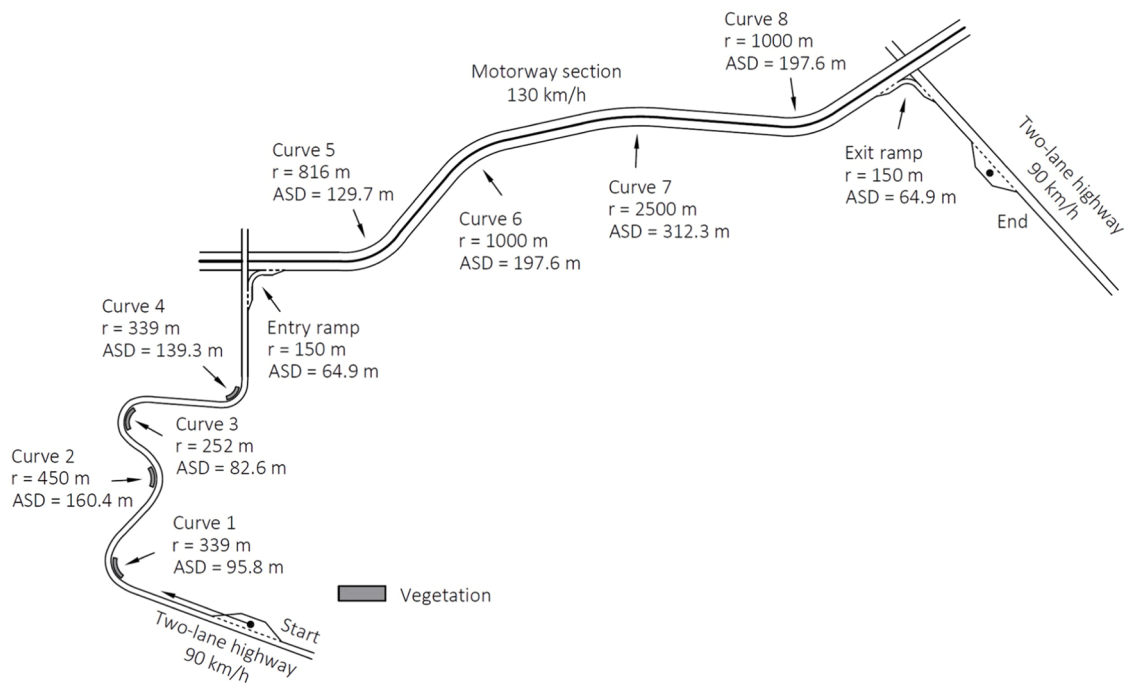 Curve 8
r = 1000 m
ASD = 197.6 m
Motorway section
130 km/h
Curve 5
r = 816 m
ASD = 129.7 m
Exit ramp
r = 150 m
ASD = 64.9 m
Two-lane highway
90 km/h
Curve 7
r = 2500 m
ASD = 312.3 m
Curve 6
r = 1000 m
ASD = 197.6 m
End
Curve 4
r = 339 m
ASD = 139.3 m
Entry ramp
r = 150 m
ASD = 64.9 m
Curve 3
r = 252 m
ASD = 82.6 m
Curve 2
r = 450 m
ASD = 160.4 m
Curve 1
r = 339 m
ASD = 95.8 m
Vegetation
Start
Two-lane highway
90 km/h